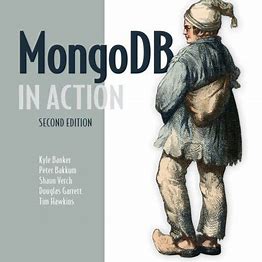 MongoDB
IN ACTION
SECOND EDITION
Kyle Banker
Peter Bakkum
Shaun Verch
Douglas Garrett
Tim Hawkins